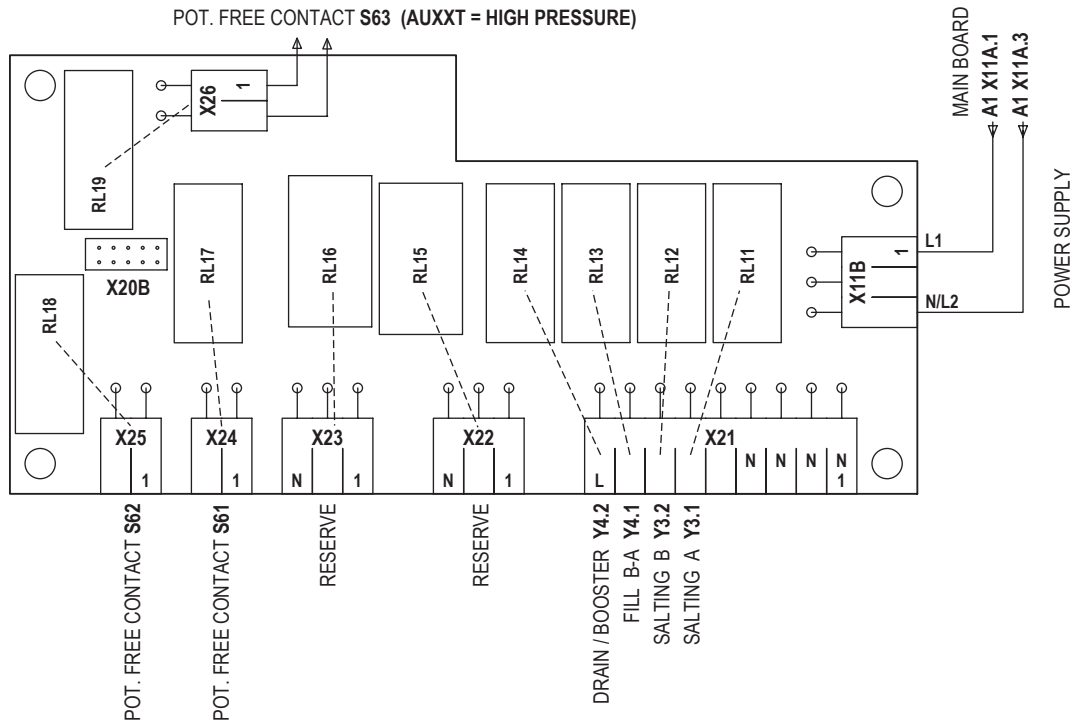 POT. FREE CONTACT S63 (AUXXT = HIGH PRESSURE)
MAIN BOARD
A1 X11A.1
A1 X11A.3
POWER SUPPLY
X26
1
RL19
RL17
RL16
RL15
RL14
RL13
RL12
RL11
X20B
RL18
L1
X11B
1
N/L2
X25
1
X24
1
X23
N
1
X22
N
1
X21
L
N
N
N
N
1
POT. FREE CONTACT S62
POT. FREE CONTACT S61
RESERVE
RESERVE
DRAIN / BOOSTER Y4.2
FILL B-A Y4.1
SALTING B Y3.2
SALTING A Y3.1